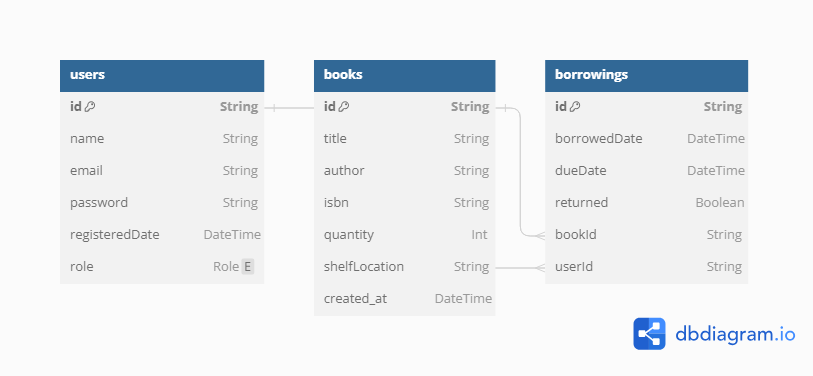 users
id String
name String
email String
password String
registeredDate DateTime
role Role E
books
id String
title String
author String
isbn String
quantity Int
shelfLocation String
created_at DateTime
borrowings
id String
borrowedDate DateTime
dueDate DateTime
returned Boolean
bookId String
userId String
dbdiagram.io